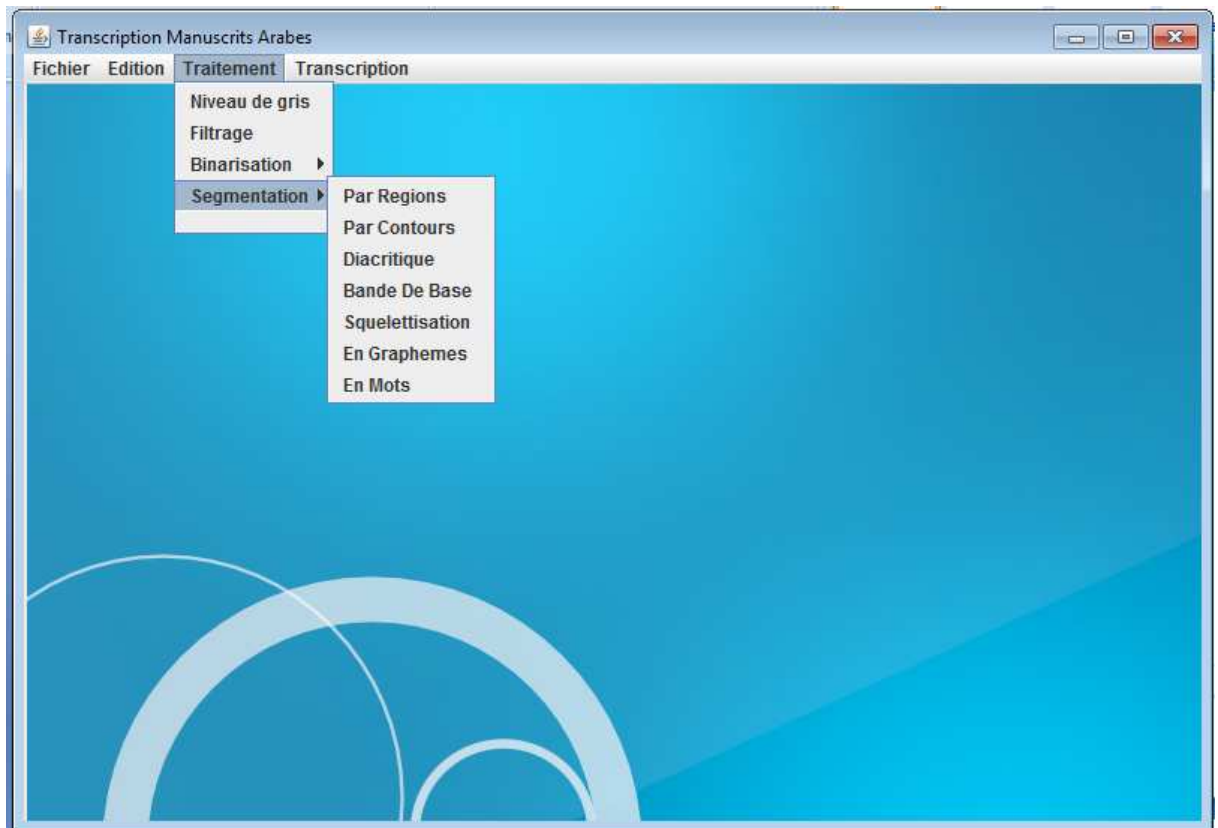 Transcription Manuscrits Arabes
Fichier Edition Traitement Transcription
Niveau de gris
Filtrage
Binarisation
Segmentation
Par Regions
Par Contours
Diacritique
Bande De Base
Squelettisation
En Graphemes
En Mots